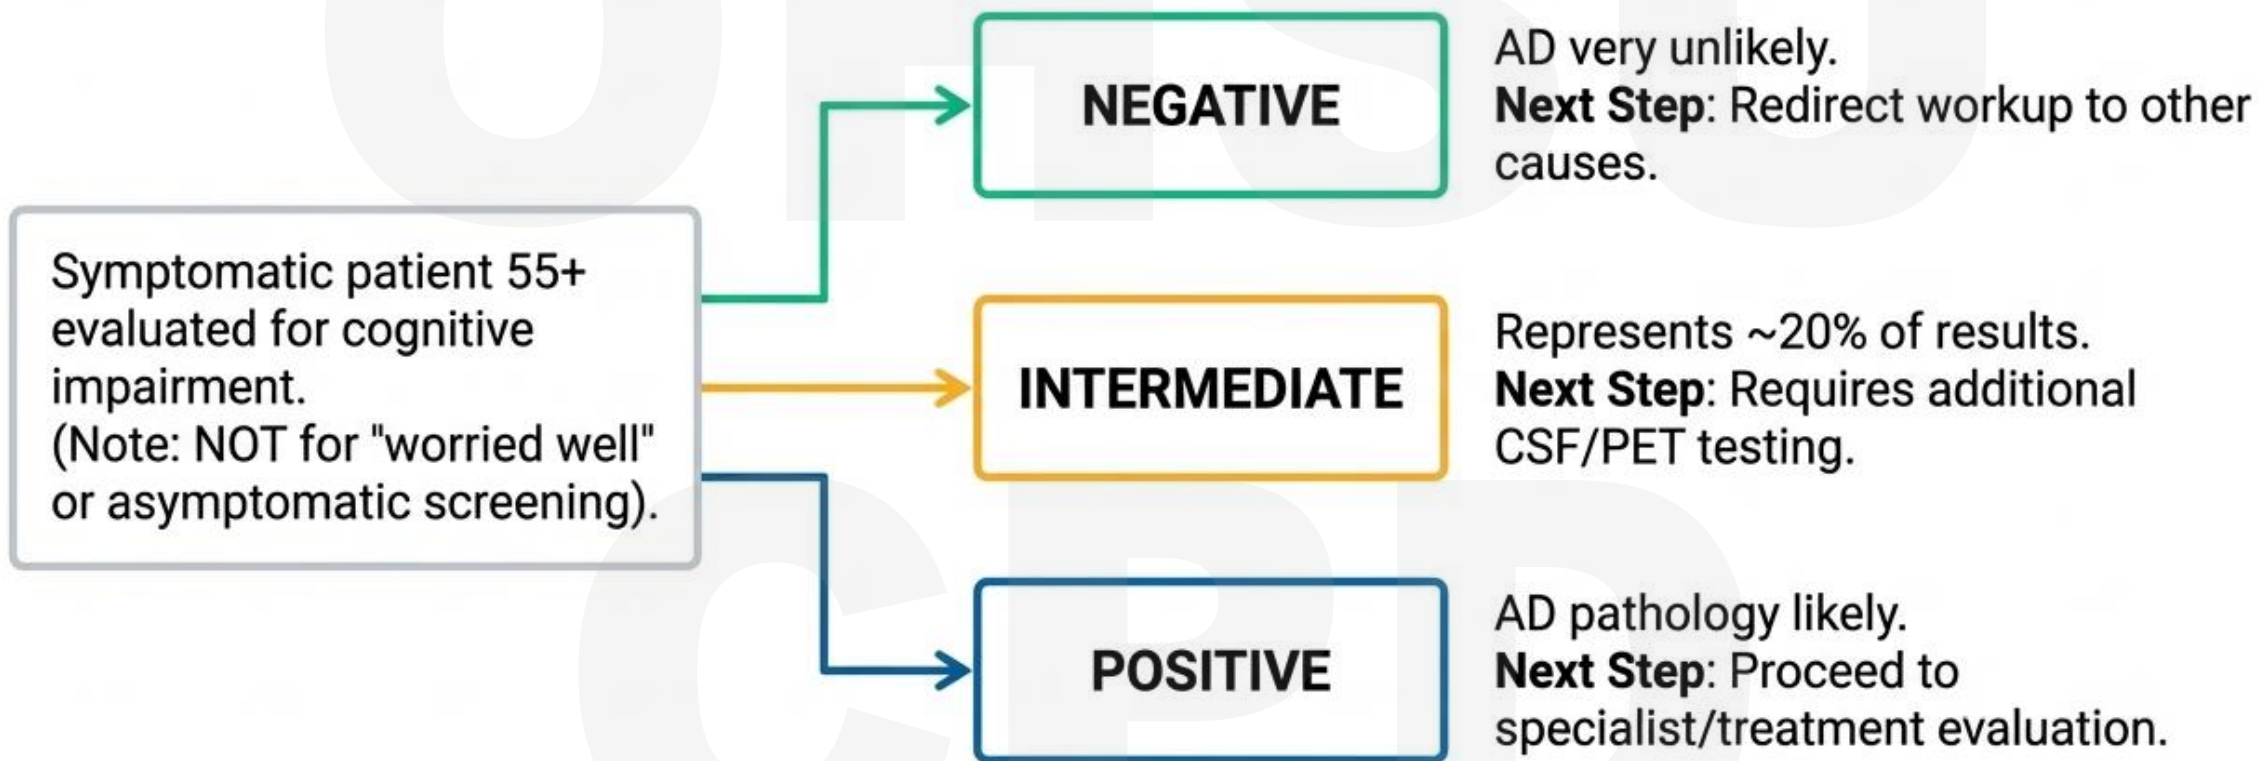 Symptomatic patient 55+
evaluated for cognitive
impairment.
(Note: NOT for "worried well"
or asymptomatic screening).
NEGATIVE
AD very unlikely.
Next Step: Redirect workup to other
causes.
INTERMEDIATE
Represents ~20% of results.
Next Step: Requires additional
CSF/PET testing.
POSITIVE
AD pathology likely.
Next Step: Proceed to
specialist/treatment evaluation.
OHSU
CPD